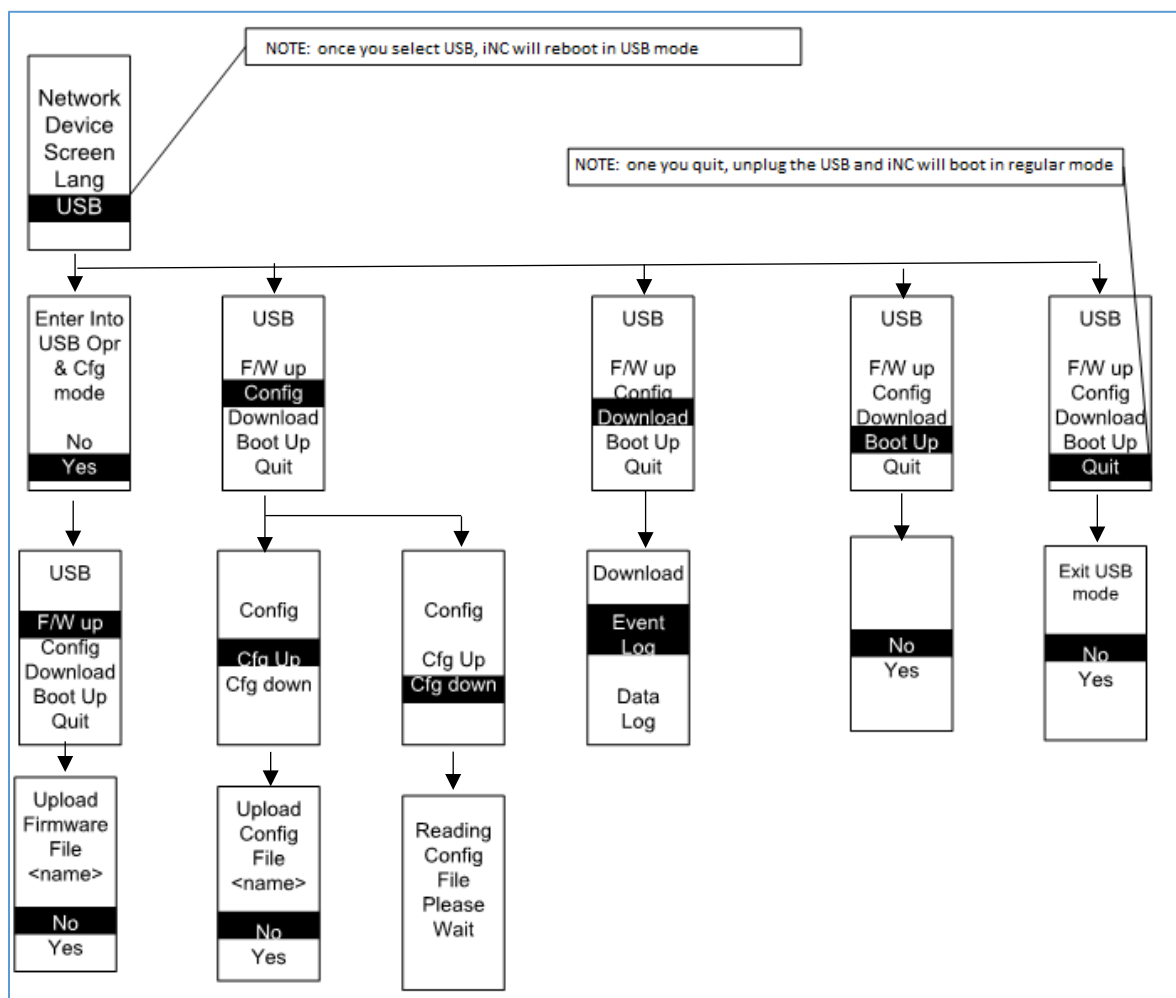 NOTE:  once you select USB, iNC will reboot in USB mode
Network
Device
Screen
Lang
USB
NOTE:  one you quit, unplug the USB and iNC will boot in regular mode
Enter Into
USB Opr
& Cfg
mode
No
Yes
USB
F/W up
Config
Download
Boot Up
Quit
USB
F/W up
Config
Download
Boot Up
Quit
USB
F/W up
Config
Download
Boot Up
Quit
USB
F/W up
Config
Download
Boot Up
Quit
USB
F/W up
Config
Download
Boot Up
Quit
Config
Cfg Up
Cfg down
Config
Cfg Up
Cfg down
Download
Event
Log
Data
Log
No
Yes
Exit USB
mode
No
Yes
Upload
Firmware
File
<name>
No
Yes
Upload
Config
File
<name>
No
Yes
Reading
Config
File
Please
Wait